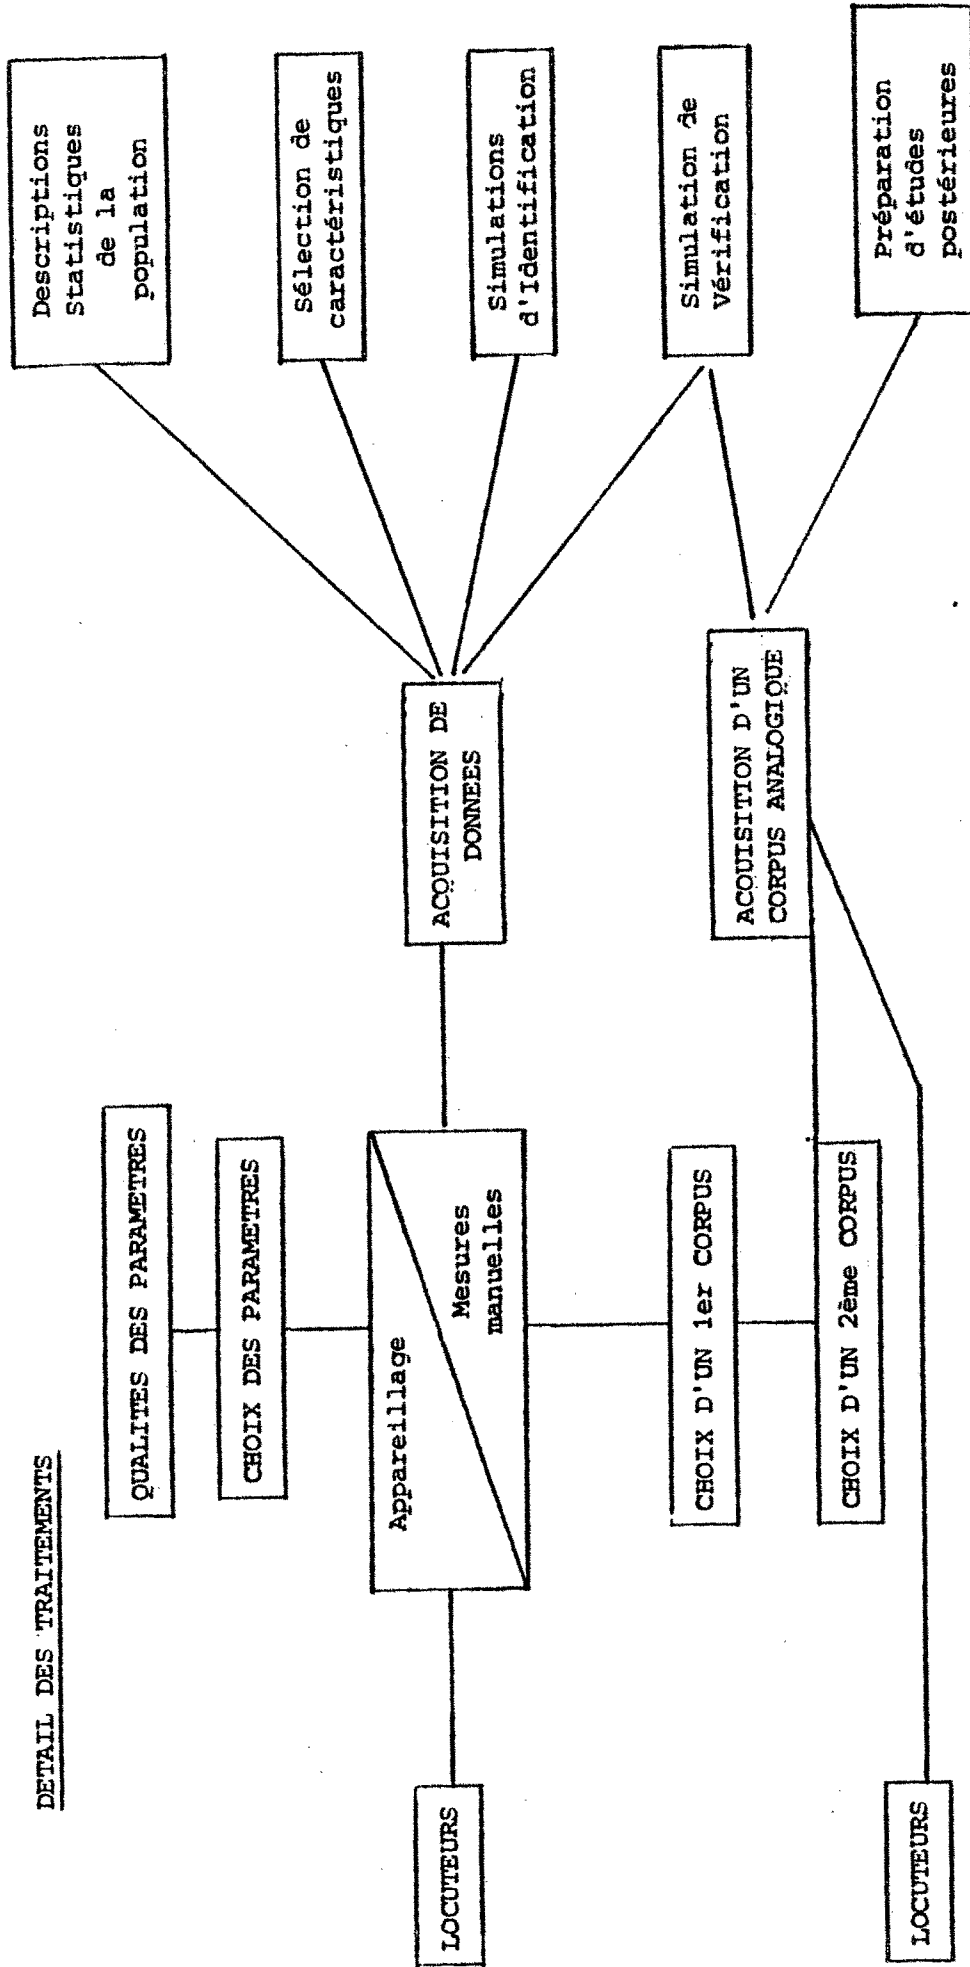 DETAIL DES TRAITEMENTS
QUALITES DES PARAMETRES
CHOIX DES PARAMETRES
LOCUTEURS
Appareillage
Mesures
manuelles
CHOIX D'UN 1er CORPUS
CHOIX D'UN 2ème CORPUS
LOCUTEURS
ACQUISITION DE
DONNEES
ACQUISITION D'UN
CORPUS ANALOGIQUE
Descriptions
Statistiques
de la
population
Sélection de
caractéristiques
Simulations
d'Identification
Simulation de
Vérification
Préparation
d'études
postérieures